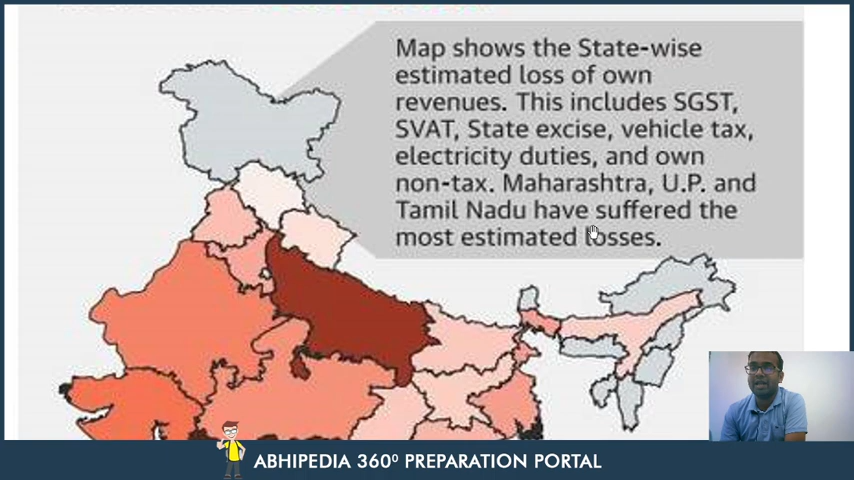 Map shows the State-wise
estimated loss of own
revenues. This includes SGST,
SVAT, State excise, vehicle tax,
electricity duties, and own
non-tax. Maharashtra, U.P. and
Tamil Nadu have suffered the
most estimated losses.
ABHIPEDIA 360⁰ PREPARATION PORTAL